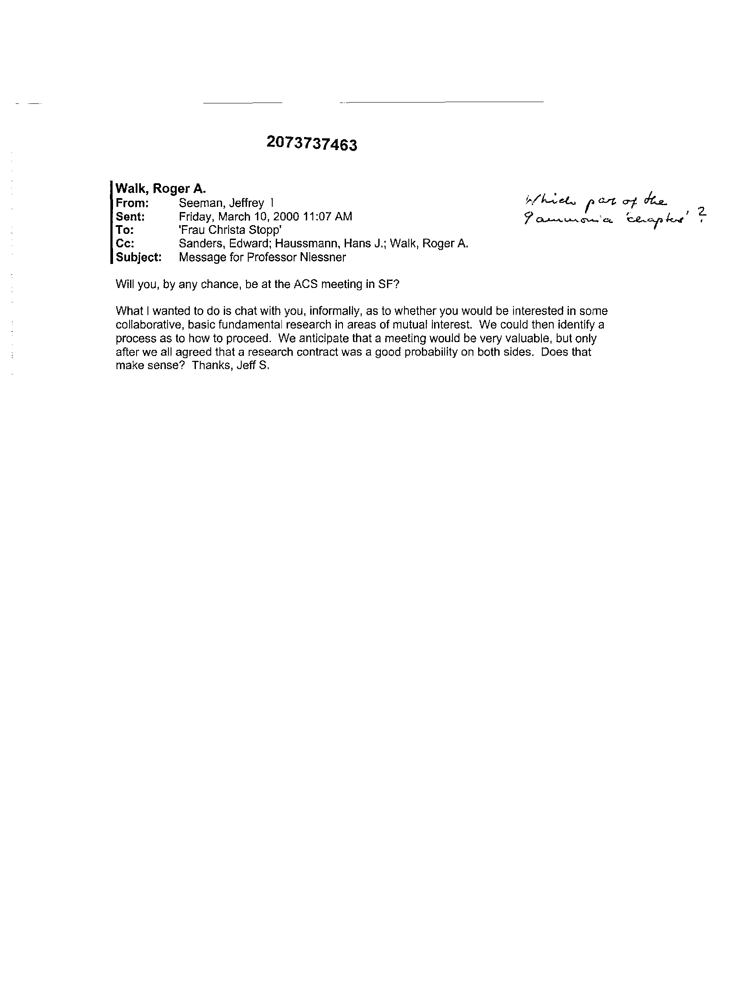 2073737463
Walk, Roger A.
From: Seeman, Jeffrey 1
Sent: Friday, March 10, 2000 11:07 AM
To: 'Frau Christa Stopp'
Cc: Sanders, Edward; Haussmann, Hans J.; Walk, Roger A.
Subject: Message for Professor Niessner
Which part of the
ammonia ?
Will you, by any chance, be at the ACS meeting in SF?
What I wanted to do is chat with you, informally, as to whether you would be interested in some
collaborative, basic fundamental research in areas of mutual interest. We could then identify a
process as to how to proceed. We anticipate that a meeting would be very valuable, but only
after we all agreed that a research contract was a good probability on both sides. Does that
make sense? Thanks, Jeff S.